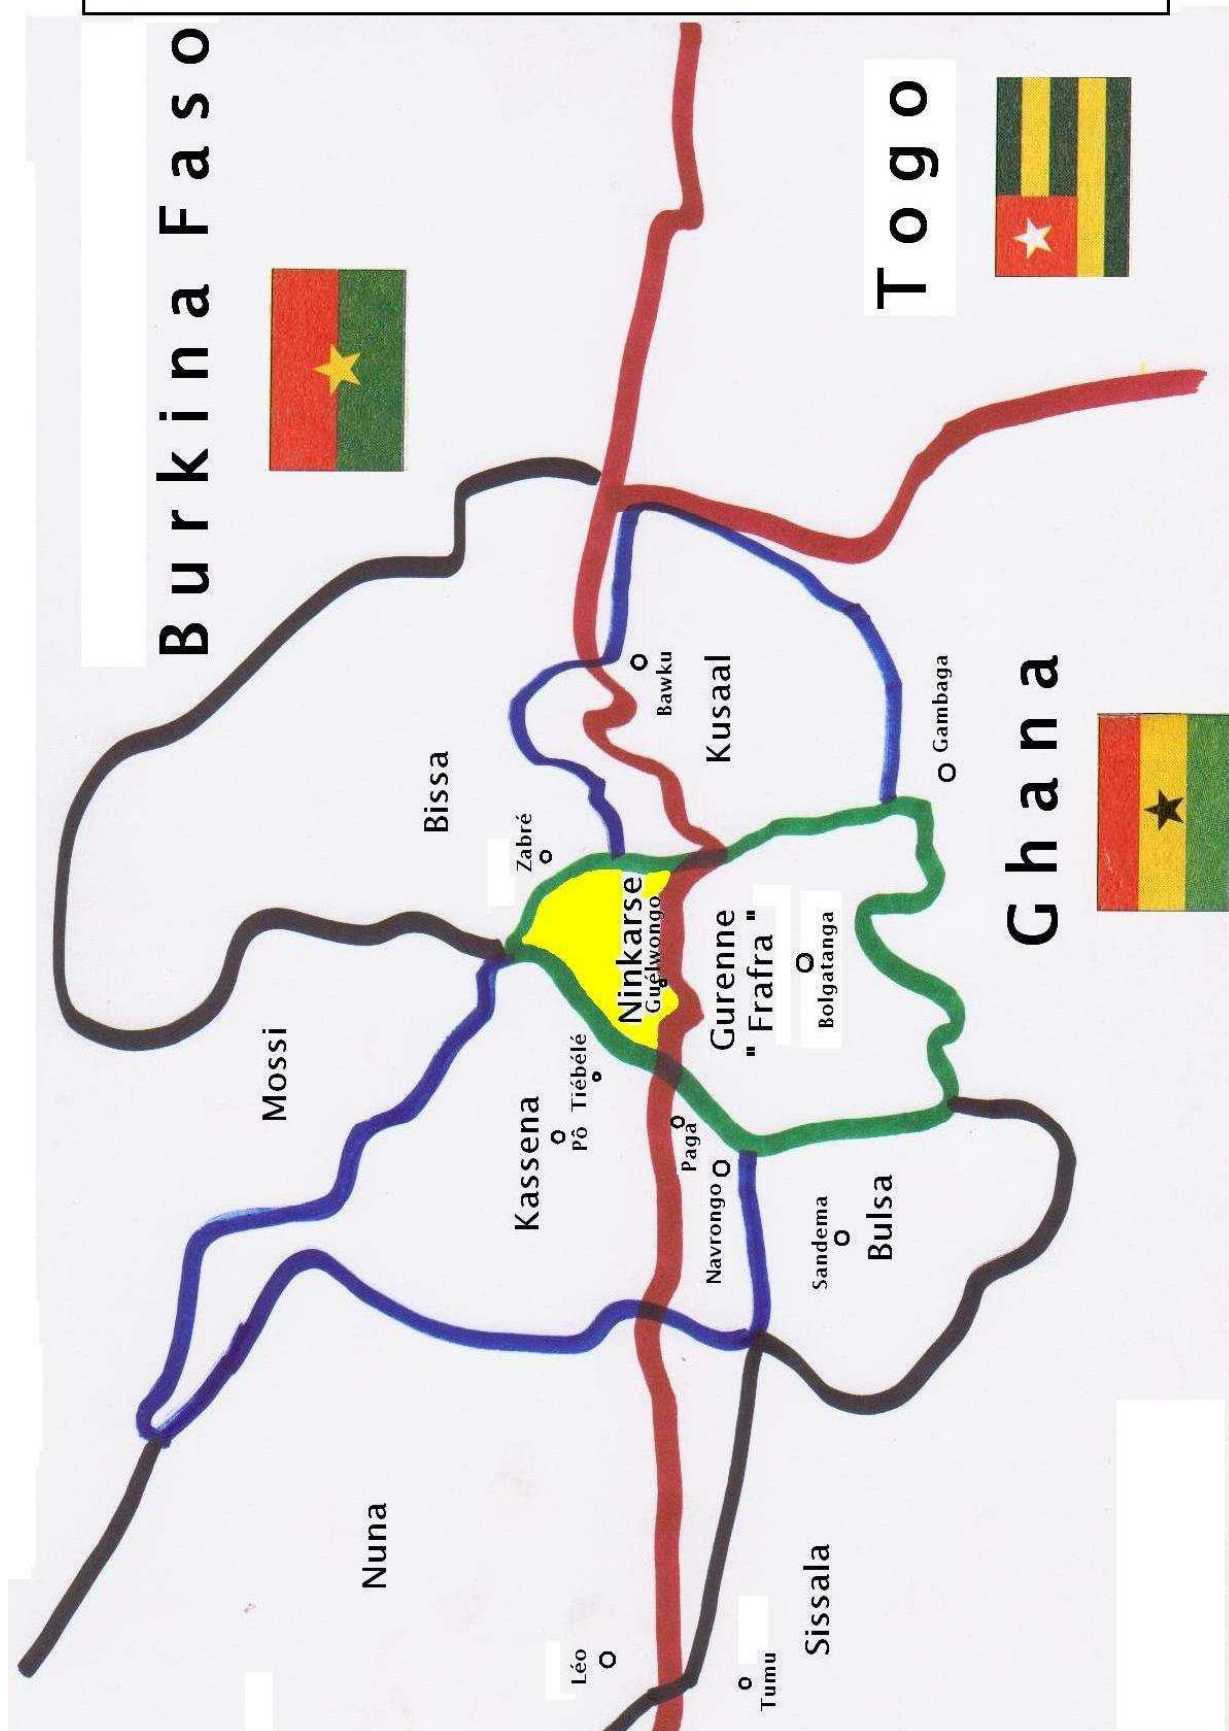 Burkina Faso
Mossi
Bissa
Nuna
Kassena
Zabré
Pô
Tiébélé
Léo
Ninkarse
Guélwongo
Bawku
Paga
Kusaal
Navrongo
Gurenne
" Frafra "
Tumu
Bolgatanga
Sandema
Sissala
Bulsa
Togo
Gambaga
Ghana